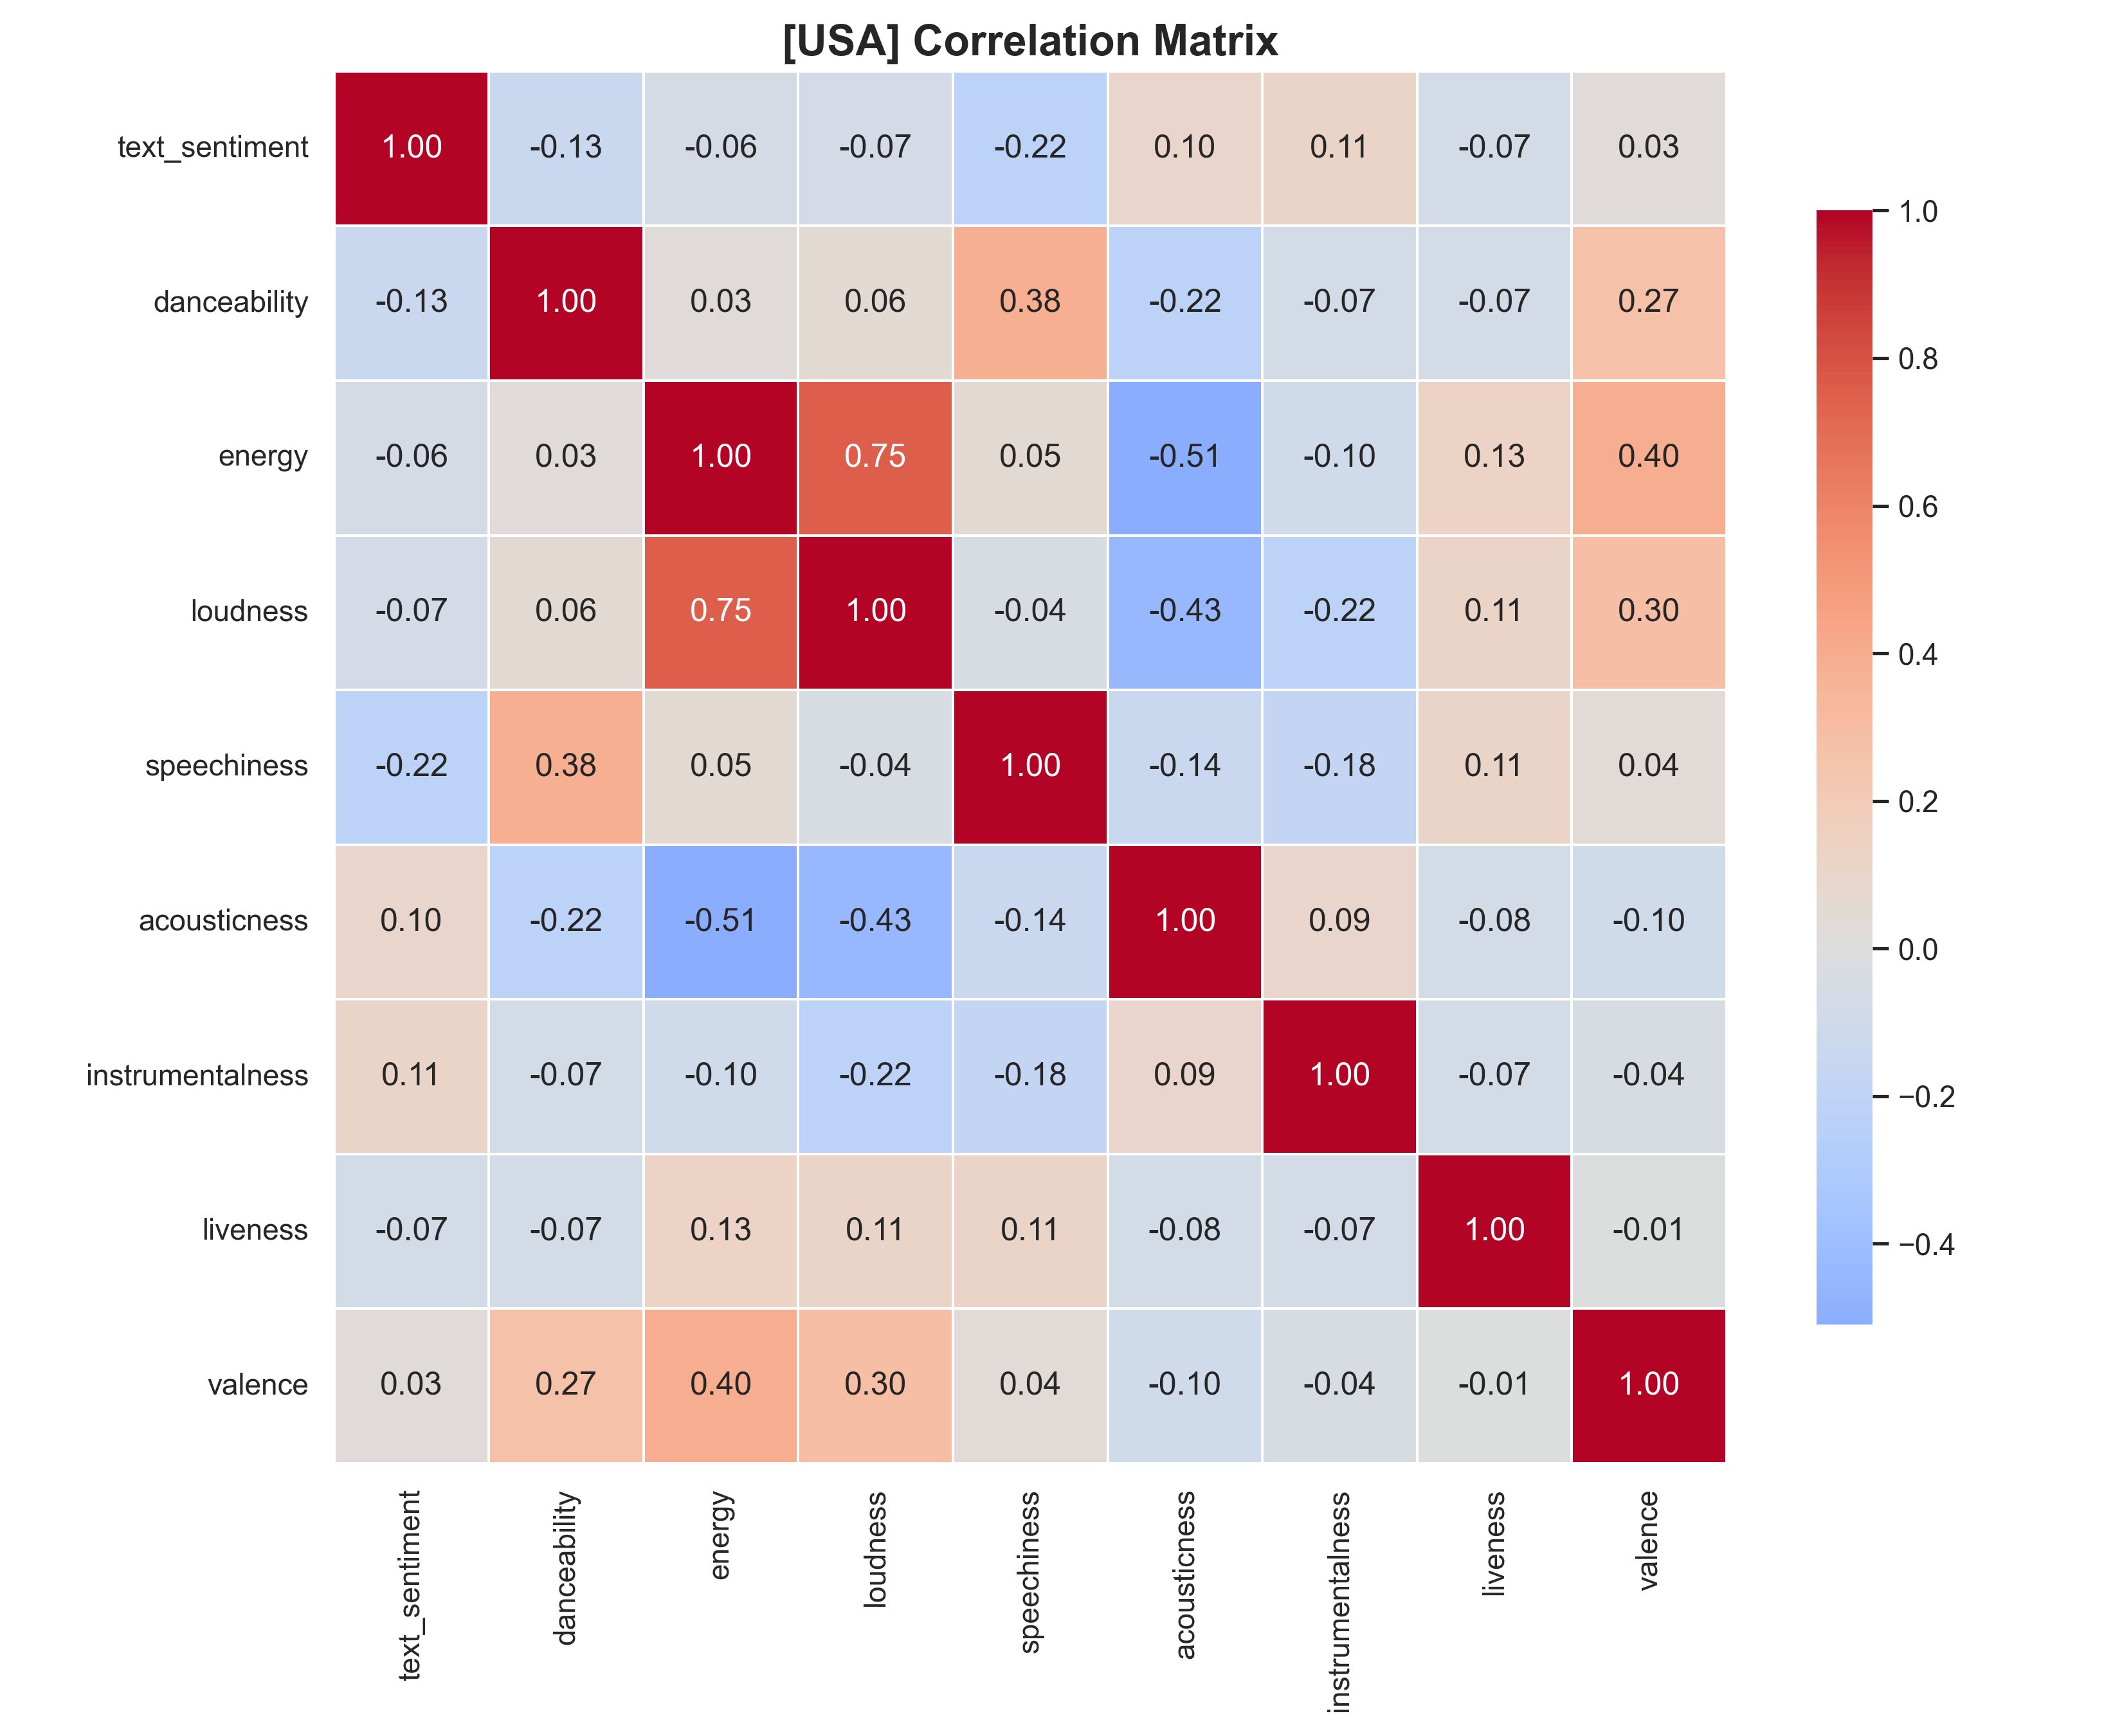 [USA] Correlation Matrix
text_sentiment 1.00 -0.13 -0.06 -0.07 -0.22 0.10 0.11 -0.07 0.03
danceability -0.13 1.00 0.03 0.06 0.38 -0.22 -0.07 -0.07 0.27
energy -0.06 0.03 1.00 0.75 0.05 -0.51 -0.10 0.13 0.40
loudness -0.07 0.06 0.75 1.00 -0.04 -0.43 -0.22 0.11 0.30
speechiness -0.22 0.38 0.05 -0.04 1.00 -0.14 -0.18 0.11 0.04
acousticness 0.10 -0.22 -0.51 -0.43 -0.14 1.00 0.09 -0.08 -0.10
instrumentalness 0.11 -0.07 -0.10 -0.22 -0.18 0.09 1.00 -0.07 -0.04
liveness -0.07 -0.07 0.13 0.11 0.11 -0.08 -0.07 1.00 -0.01
valence 0.03 0.27 0.40 0.30 0.04 -0.10 -0.04 -0.01 1.00
text_sentiment
danceability
energy
loudness
speechiness
acousticness
instrumentalness
liveness
valence
1.0
0.8
0.6
0.4
0.2
0.0
−0.2
−0.4